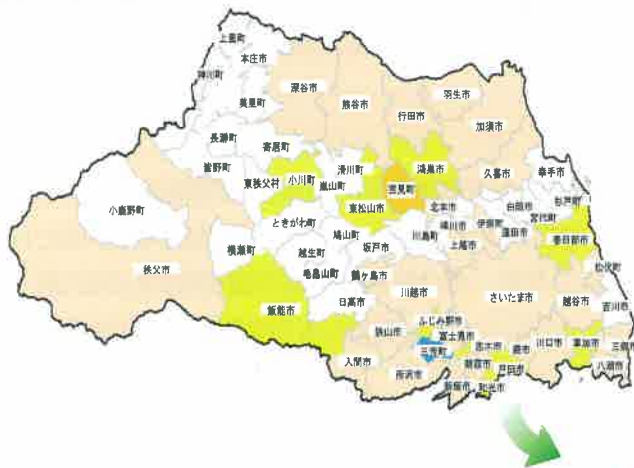 上里町
本庄市
神川町
美里町
深谷市
熊谷市
行田市
羽生市
加須市
長瀞町
寄居町
皆野町
東秩父村
小川町
嵐山町
滑川町
東松山市
吉見町
鴻巣市
久喜市
幸手市
小鹿野町
ときがわ町
鳩山町
北本市
桶川市
伊奈町
白岡市
蓮田市
宮代町
杉戸町
春日部市
横瀬町
越生町
坂戸市
川島町
上尾市
松伏町
秩父市
毛呂山町
鶴ヶ島市
川越市
さいたま市
越谷市
吉川市
飯能市
日高市
ふじみ野市
狭山市
富士見市
三芳町
志木市
蕨市
川口市
草加市
三郷市
入間市
所沢市
朝霞市
戸田市
八潮市
新座市
和光市